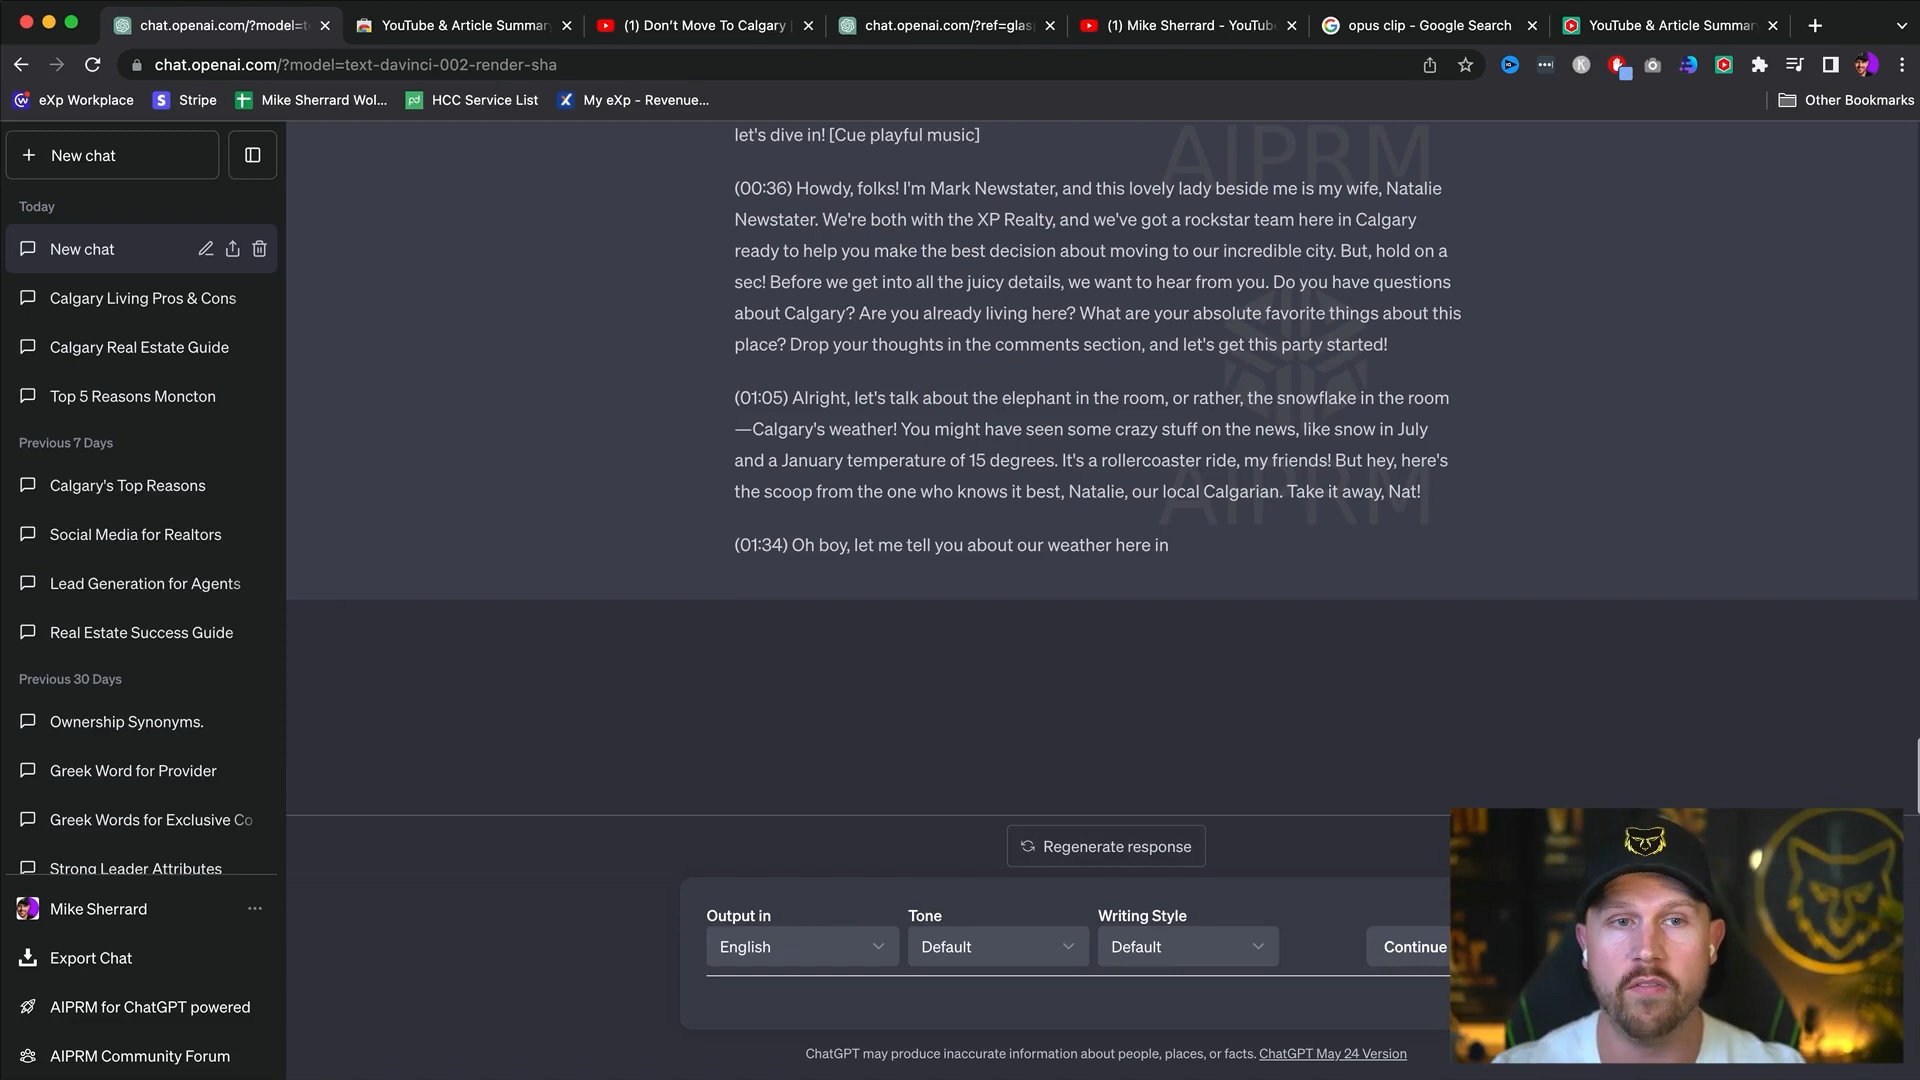 chat.openai.com/?model=te
YouTube & Article Summar
(1) Don't Move To Calgary
chat.openai.com/?ref=glas
(1) Mike Sherrard - YouTub
opus clip - Google Search
YouTube & Article Summar
chat.openai.com/?model=text-davinci-002-render-sha
eXp Workplace
Stripe
Mike Sherrard Wol...
HCC Service List
My eXp - Revenue...
Other Bookmarks
New chat
Today
New chat
Calgary Living Pros & Cons
Calgary Real Estate Guide
Top 5 Reasons Moncton
Previous 7 Days
Calgary's Top Reasons
Social Media for Realtors
Lead Generation for Agents
Real Estate Success Guide
Previous 30 Days
Ownership Synonyms.
Greek Word for Provider
Greek Words for Exclusive Co
Strong Leader Attributes
Mike Sherrard
Export Chat
AIPRM for ChatGPT powered
AIPRM Community Forum
let's dive in! [Cue playful music]
(00:36) Howdy, folks! I'm Mark Newstater, and this lovely lady beside me is my wife, Natalie
Newstater. We're both with the XP Realty, and we've got a rockstar team here in Calgary
ready to help you make the best decision about moving to our incredible city. But, hold on a
sec! Before we get into all the juicy details, we want to hear from you. Do you have questions
about Calgary? Are you already living here? What are your absolute favorite things about this
place? Drop your thoughts in the comments section, and let's get this party started!
(01:05) Alright, let's talk about the elephant in the room, or rather, the snowflake in the room
—Calgary's weather! You might have seen some crazy stuff on the news, like snow in July
and a January temperature of 15 degrees. It's a rollercoaster ride, my friends! But hey, here's
the scoop from the one who knows it best, Natalie, our local Calgarian. Take it away, Nat!
(01:34) Oh boy, let me tell you about our weather here in
AIPRM
AIPRM
Regenerate response
Output in
Tone
Writing Style
English
Default
Default
Continue
ChatGPT may produce inaccurate information about people, places, or facts. ChatGPT May 24 Version